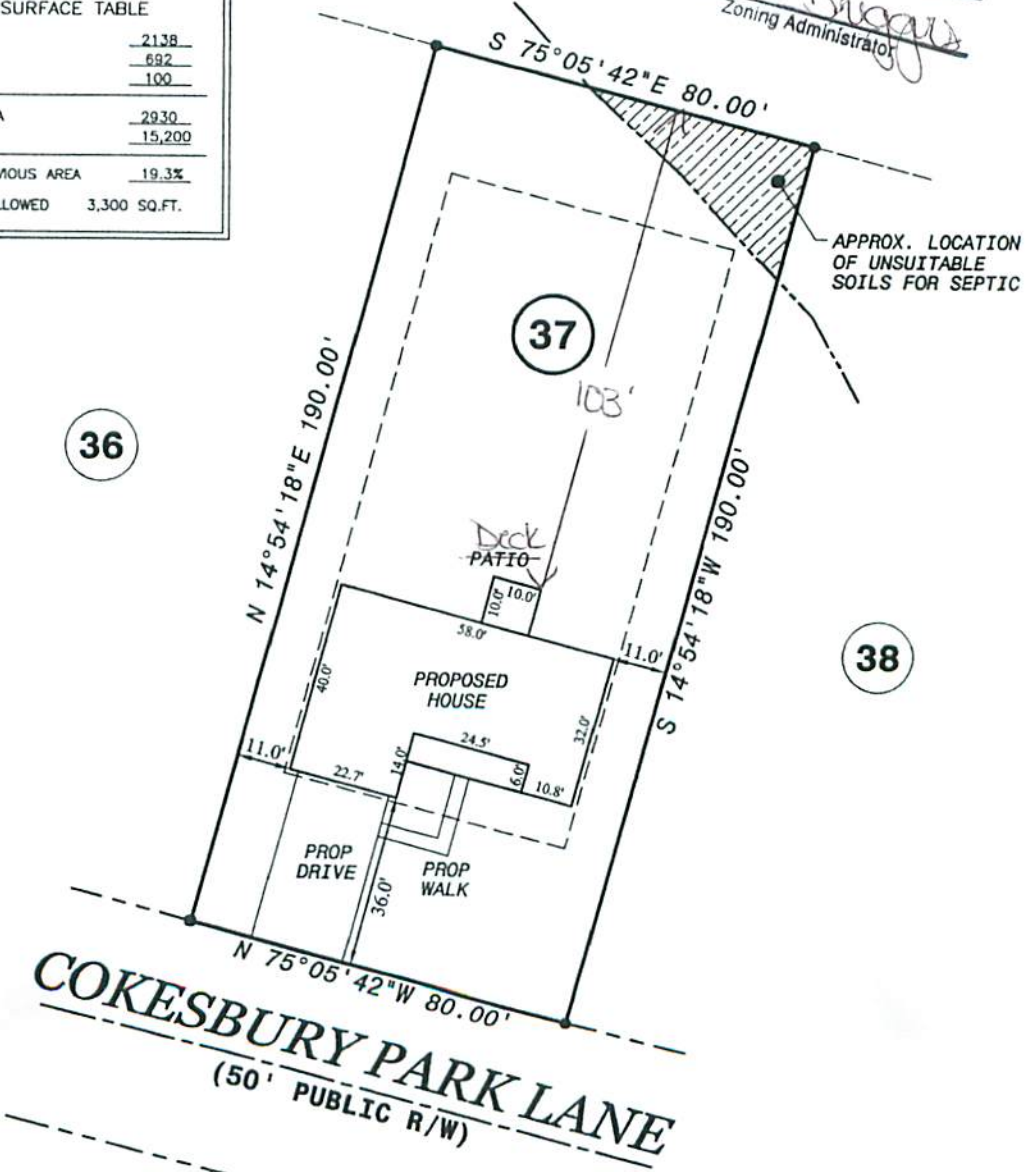 SURFACE TABLE
2138
692
100
A 2930
15,200
VIOUS AREA 19.3%
LLOWED 3,300 SQ.FT.
Zoning Administrator
S 75°05'42"E 80.00'
APPROX. LOCATION
OF UNSUITABLE
SOILS FOR SEPTIC
37
103'
36
N 14°54'18"E 190.00'
S 14°54'18"W 190.00'
38
Deck
PATIO
10.0'
10.0'
58.0'
11.0'
40.0'
PROPOSED
HOUSE
32.0'
24.5'
14.0'
6.0'
11.0'
22.7'
10.8'
PROP
DRIVE
PROP
WALK
36.0'
N 75°05'42"W 80.00'
COKESBURY PARK LANE
(50' PUBLIC R/W)